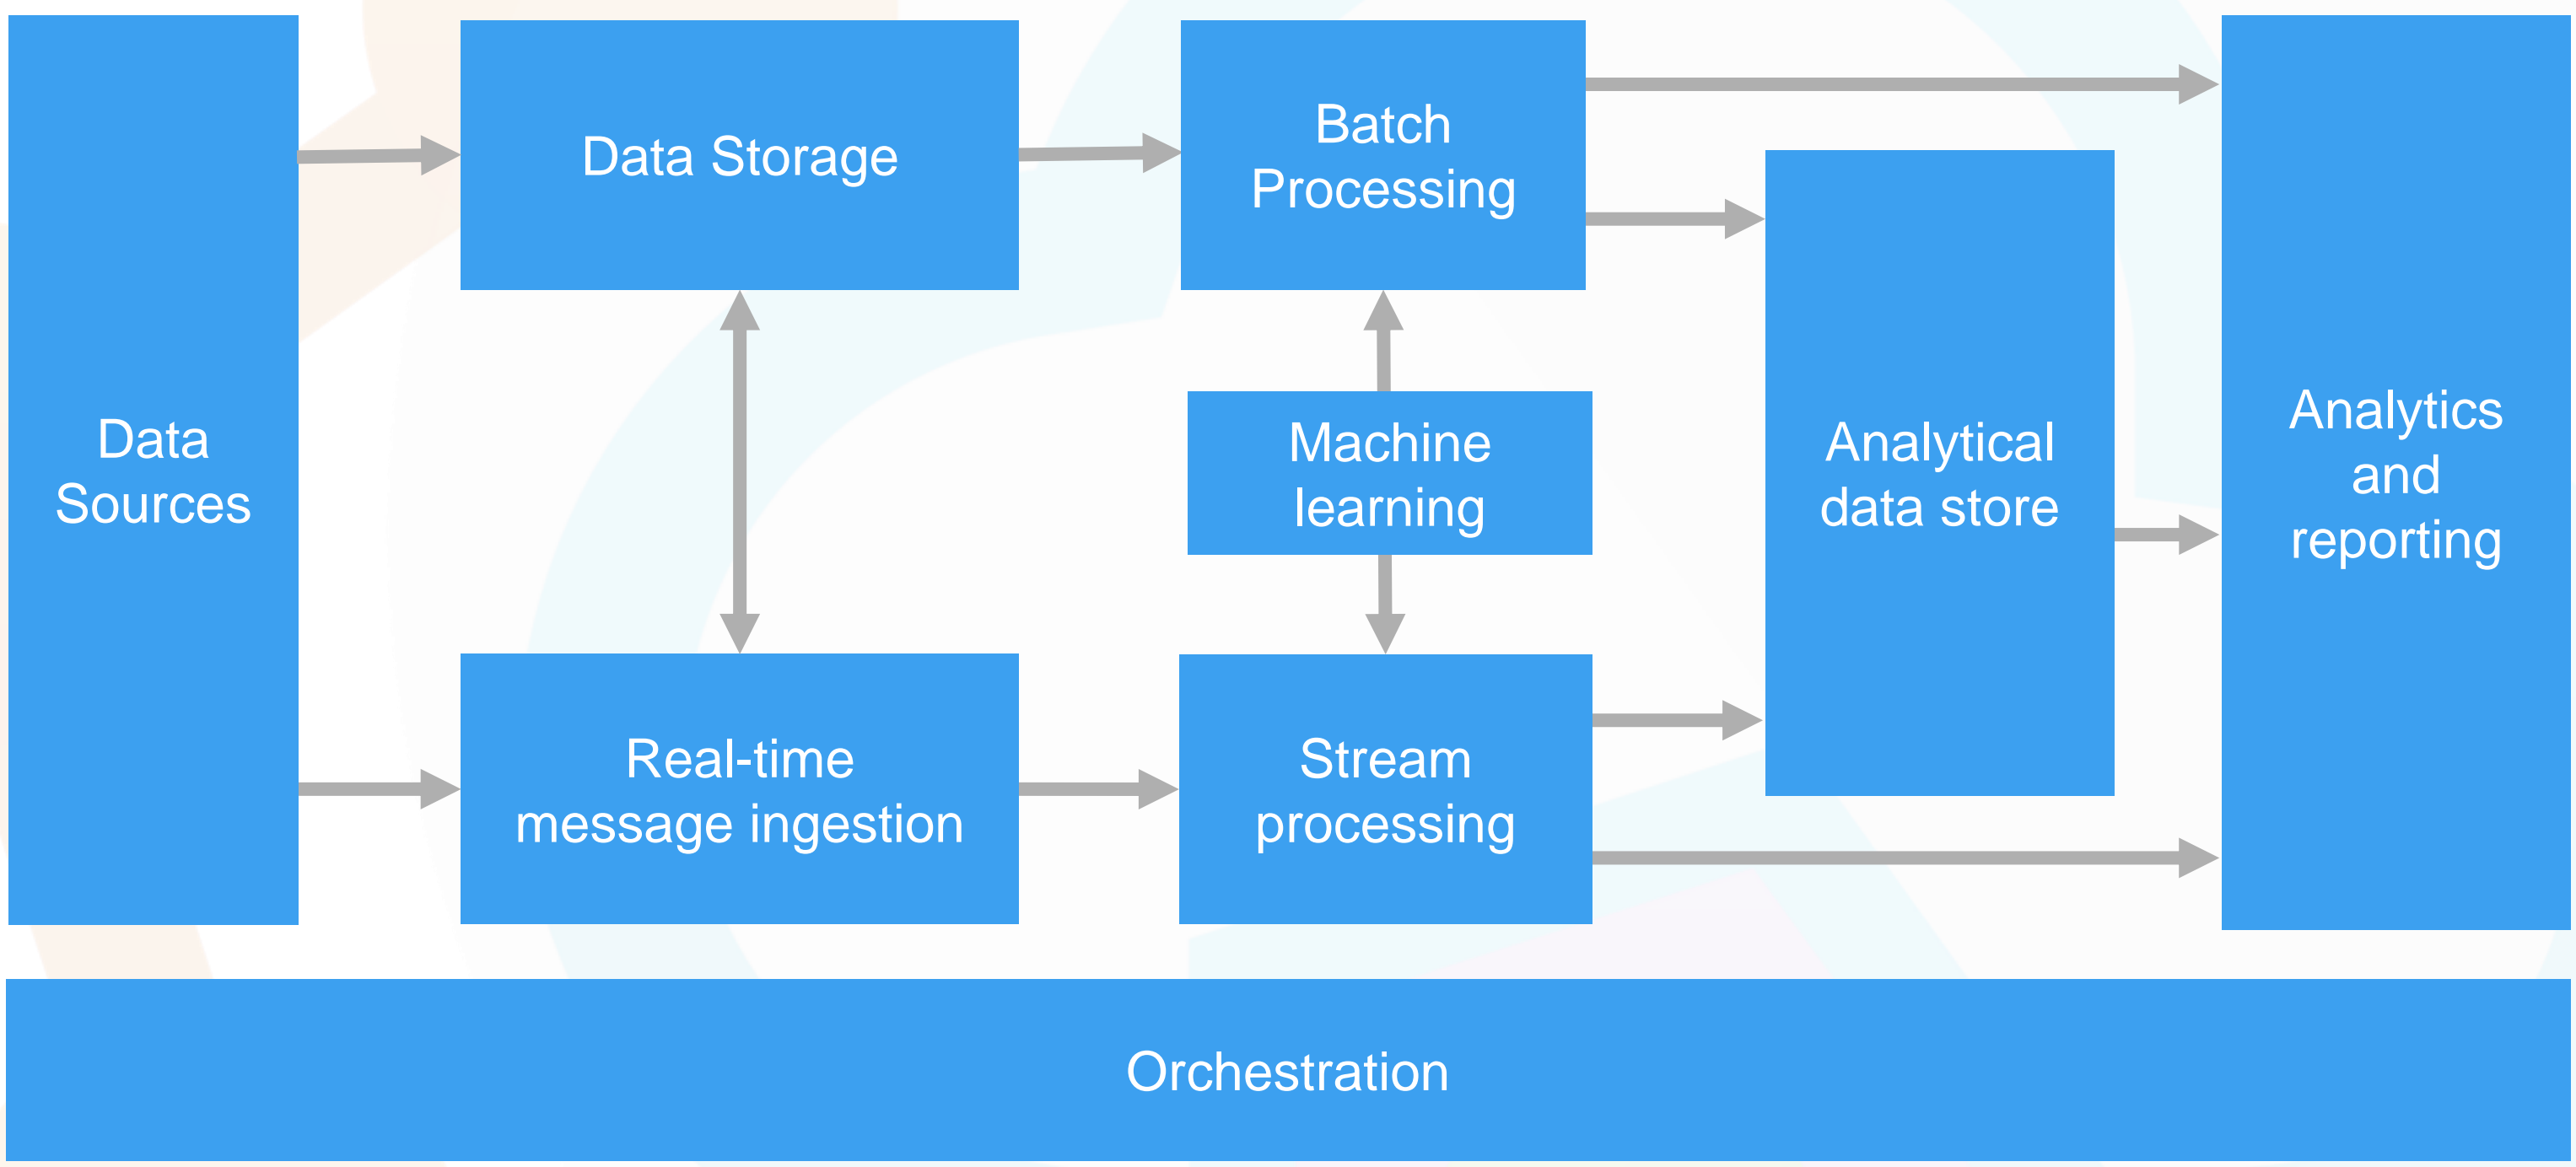 Data
Sources
Data Storage
Batch
Processing
Machine
learning
Analytical
data store
Analytics
and
reporting
Real-time
message ingestion
Stream
processing
Orchestration